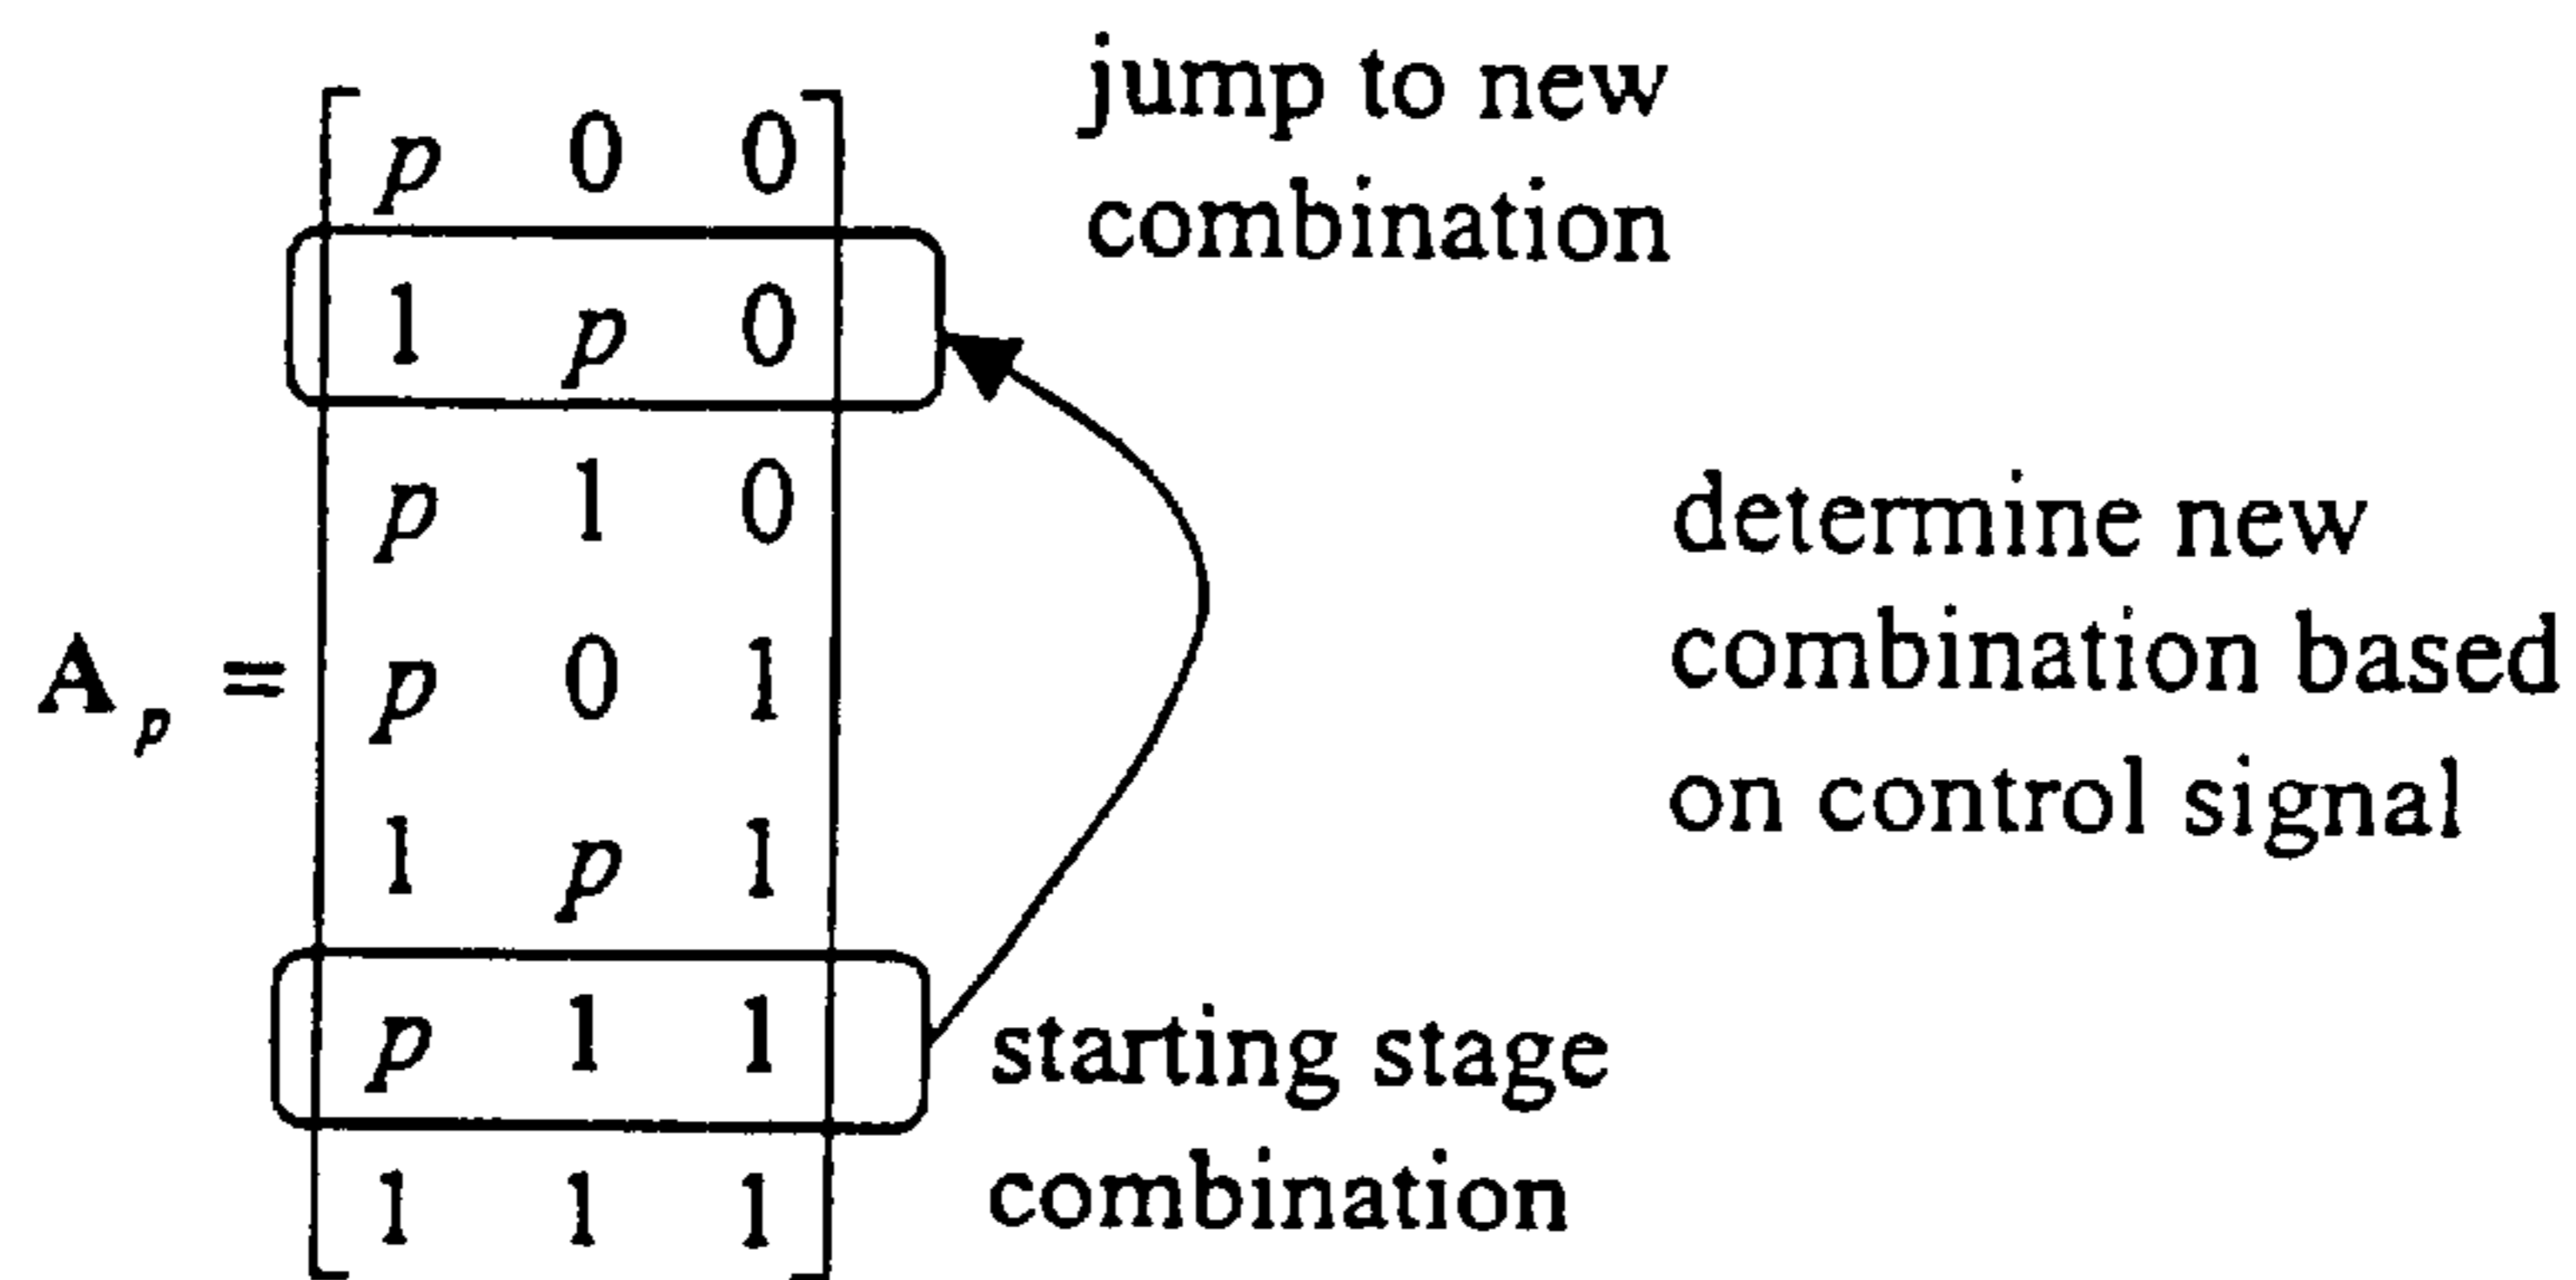 jump to new
combination
p 0 0
1 p 0
p 1 0
determine new
combination based
on control signal
A p =
p 0 1
1 p 1
p 1 1
starting stage
combination
1 1 1